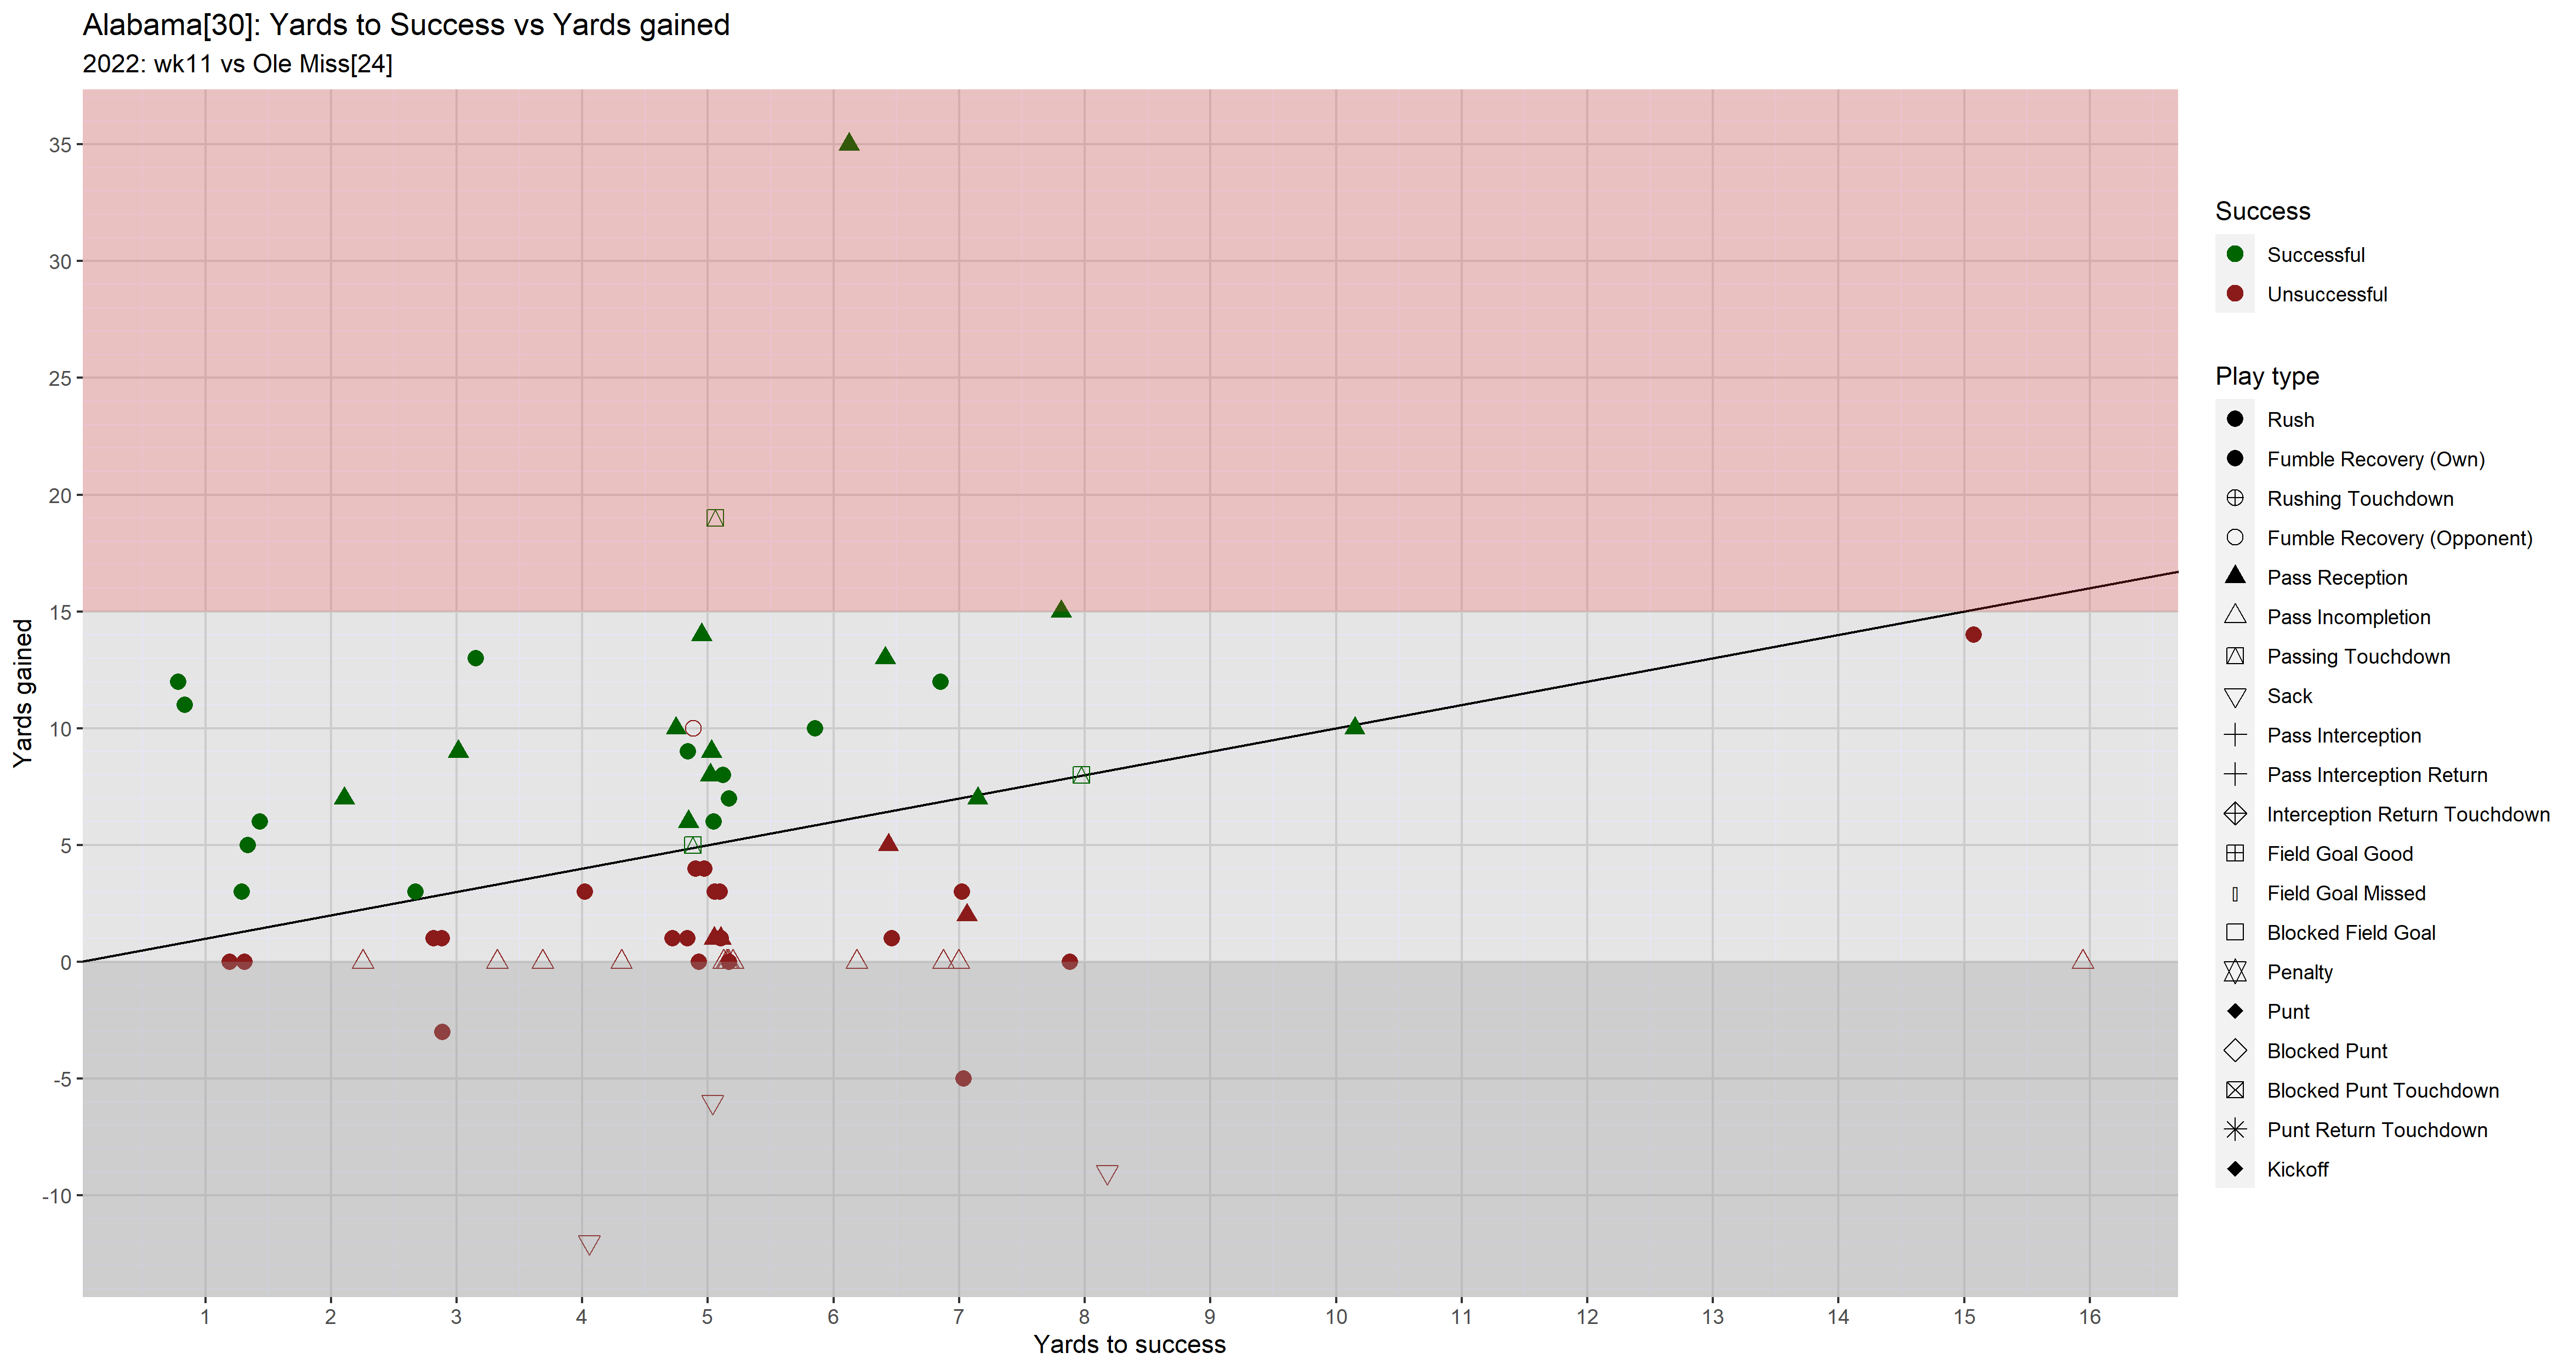 Alabama[30]: Yards to Success vs Yards gained
2022: wk11 vs Ole Miss[24]
Yards gained
35
30
25
20
15
10
5
0
-5
-10
1 2 3 4 5 6 7 8 9 10 11 12 13 14 15 16
Yards to success
Success
Successful
Unsuccessful
Play type
Rush
Fumble Recovery (Own)
Rushing Touchdown
Fumble Recovery (Opponent)
Pass Reception
Pass Incompletion
Passing Touchdown
Sack
Pass Interception
Pass Interception Return
Interception Return Touchdown
Field Goal Good
Field Goal Missed
Blocked Field Goal
Penalty
Punt
Blocked Punt
Blocked Punt Touchdown
Punt Return Touchdown
Kickoff